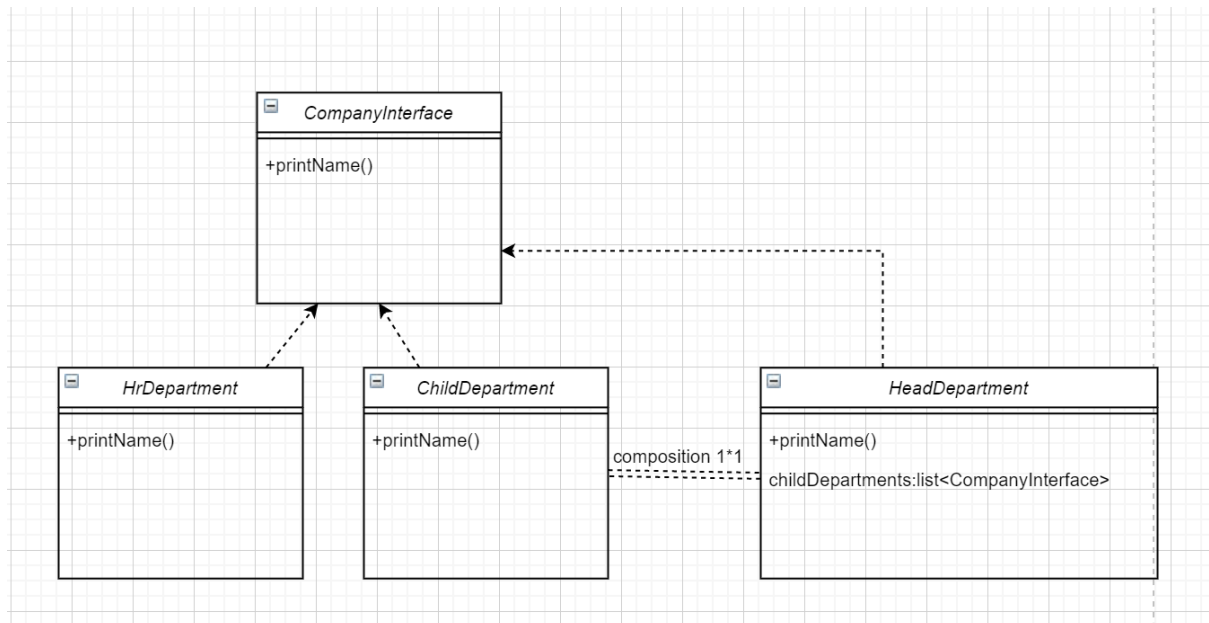 CompanyInterface
+printName()
HrDepartment
+printName()
ChildDepartment
+printName()
composition 1*1
HeadDepartment
+printName()
childDepartments:list<CompanyInterface>